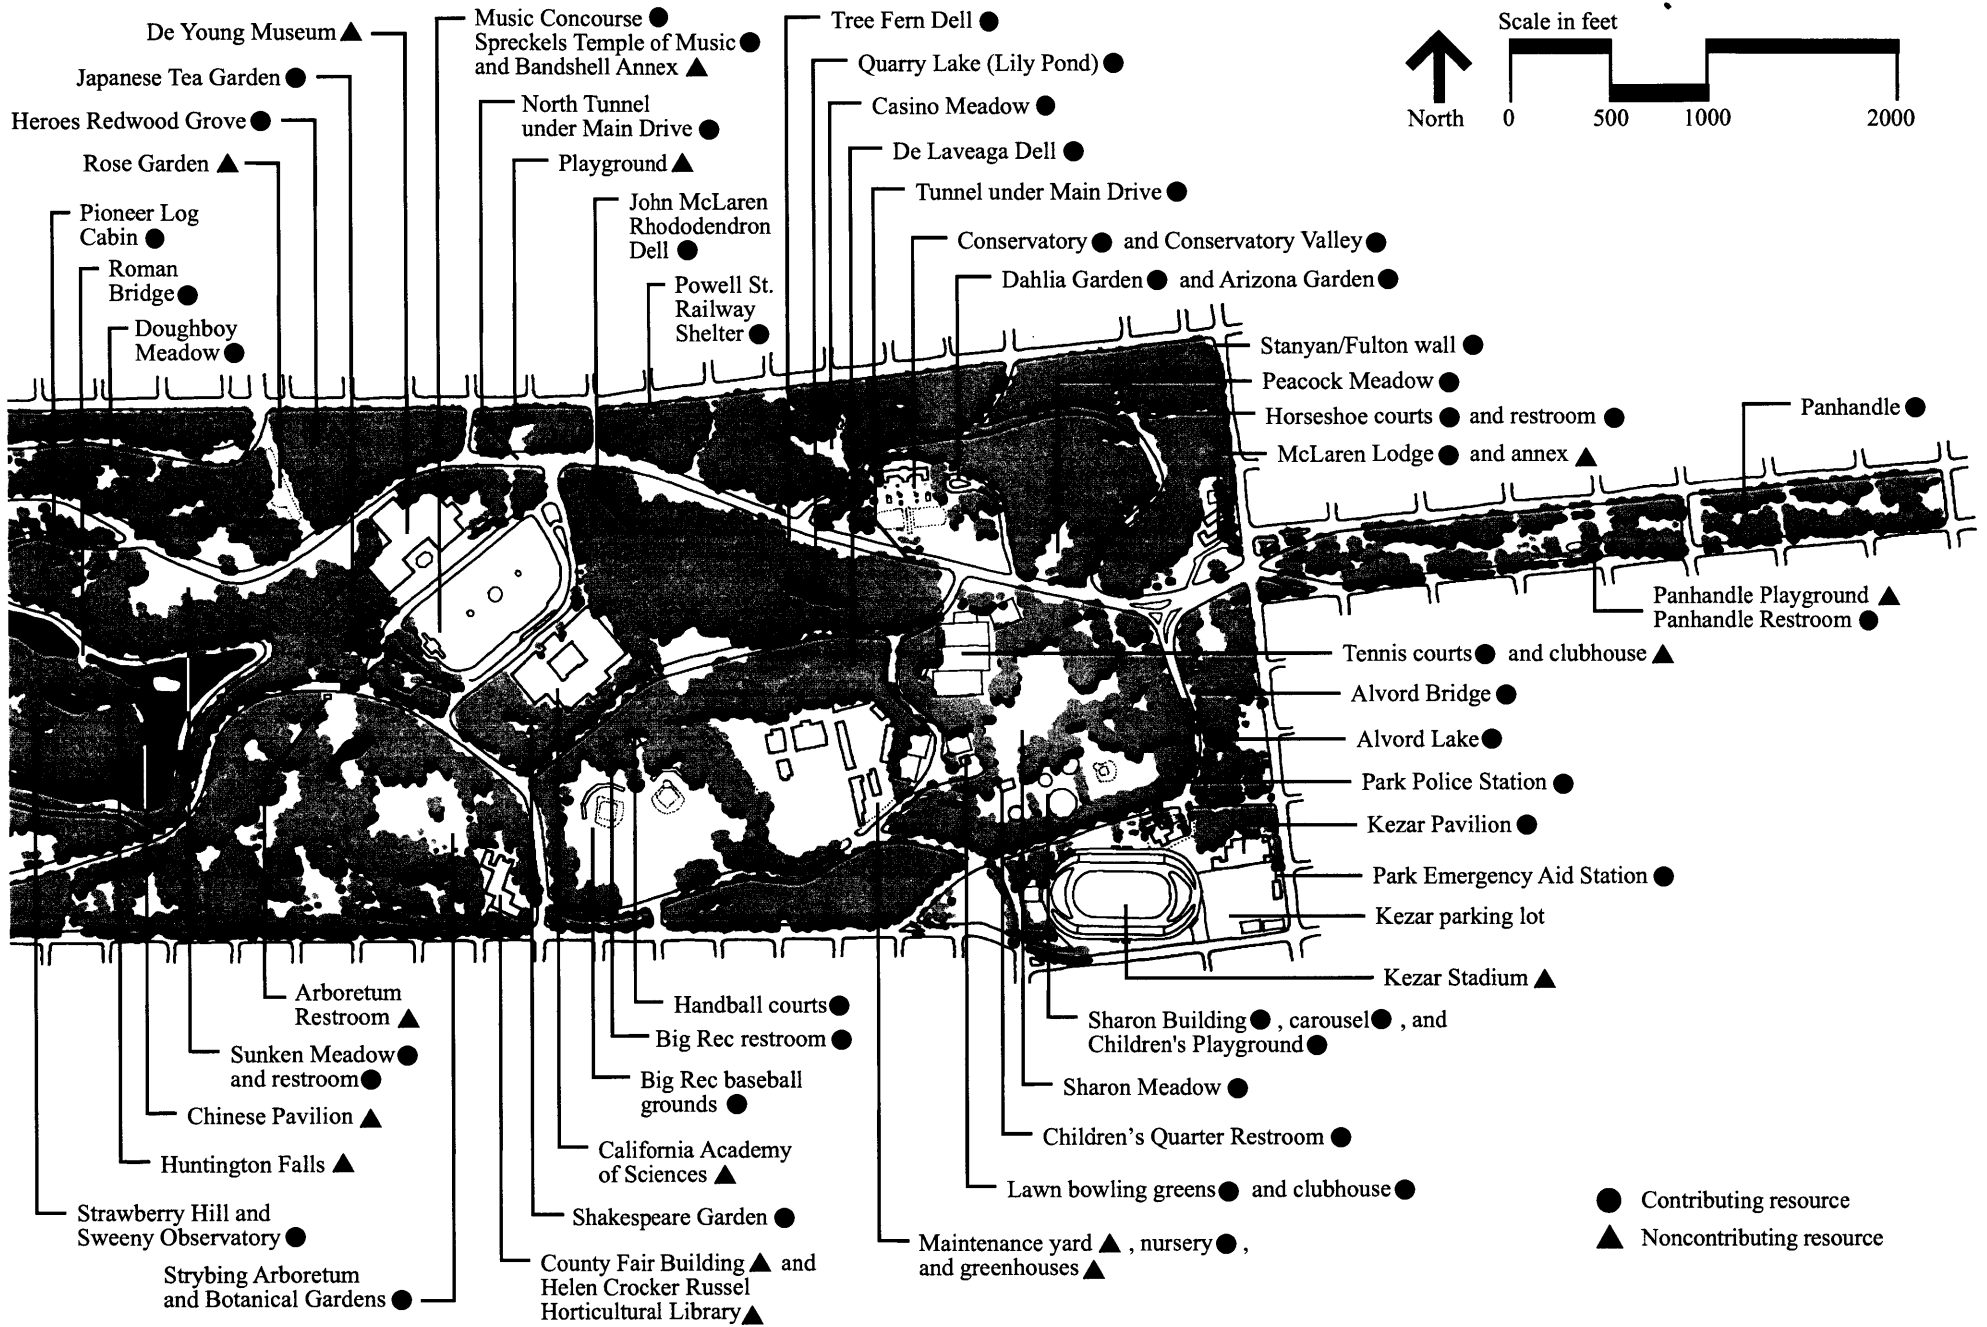 De Young Museum
Japanese Tea Garden
Heroes Redwood Grove
Rose Garden
Pioneer Log
Cabin
Roman
Bridge
Doughboy
Meadow
Music Concourse
Spreckels Temple of Music
and Bandshell Annex
North Tunnel
under Main Drive
Playground
John McLaren
Rhododendron
Dell
Powell St.
Railway
Shelter
Tree Fern Dell
Quarry Lake (Lily Pond)
Casino Meadow
De Laveaga Dell
Tunnel under Main Drive
Conservatory and Conservatory Valley
Dahlia Garden and Arizona Garden
North
Scale in feet
0 500 1000 2000
Stanyan/Fulton wall
Peacock Meadow
Horseshoe courts and restroom
McLaren Lodge and annex
Panhandle
Panhandle Playground
Panhandle Restroom
Tennis courts and clubhouse
Alvord Bridge
Alvord Lake
Park Police Station
Kezar Pavilion
Park Emergency Aid Station
Kezar parking lot
Kezar Stadium
Sharon Building , carousel , and
Children's Playground
Sharon Meadow
Children's Quarter Restroom
Lawn bowling greens and clubhouse
Maintenance yard , nursery ,
and greenhouses
Handball courts
Big Rec restroom
Big Rec baseball
grounds
California Academy
of Sciences
Shakespeare Garden
County Fair Building and
Helen Crocker Russel
Horticultural Library
Arboretum
Restroom
Sunken Meadow
and restroom
Chinese Pavilion
Huntington Falls
Strawberry Hill and
Sweeny Observatory
Strybing Arboretum
and Botanical Gardens
Contributing resource
Noncontributing resource